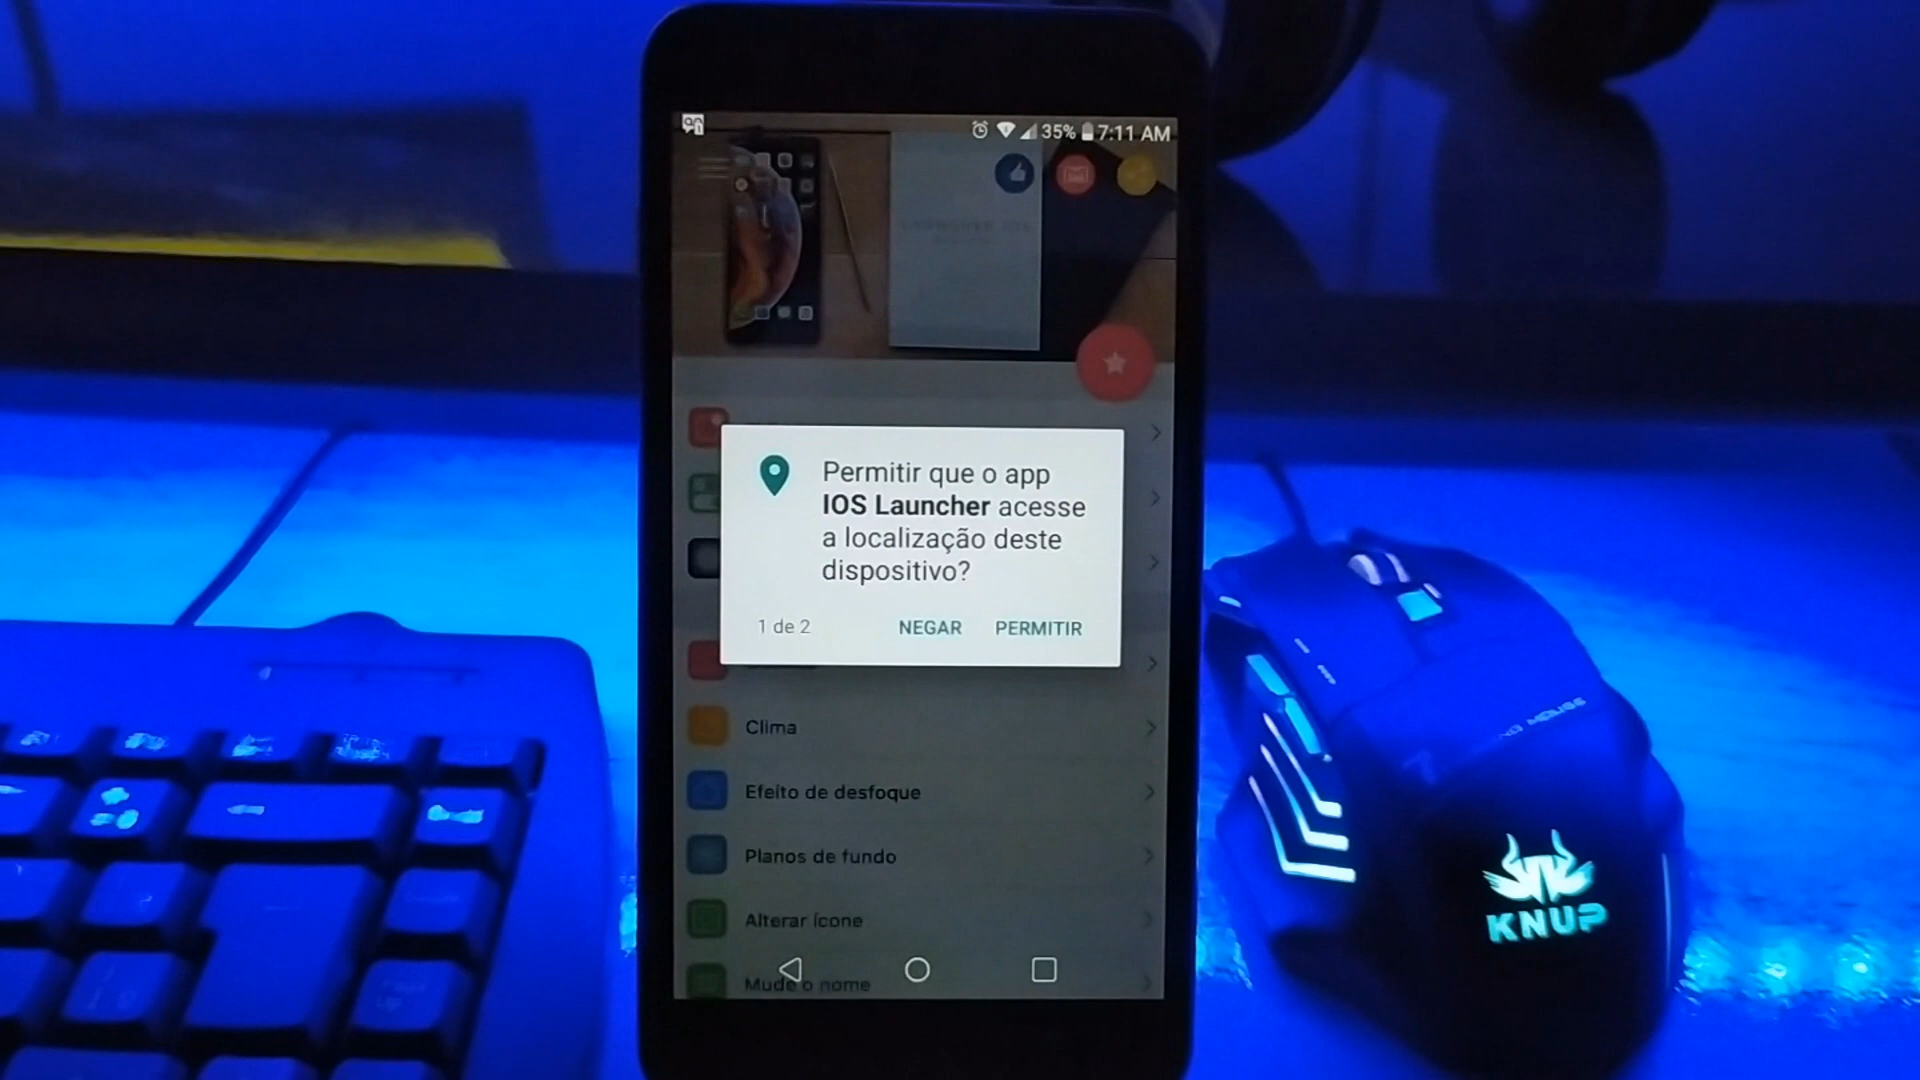 35% 7:11 AM
Permitir que o app
IOS Launcher acesse
a localização deste
dispositivo?
1 de 2 NEGAR PERMITIR
Clima
Efeito de desfoque
Planos de fundo
Alterar ícone
Mude o nome
KNUP